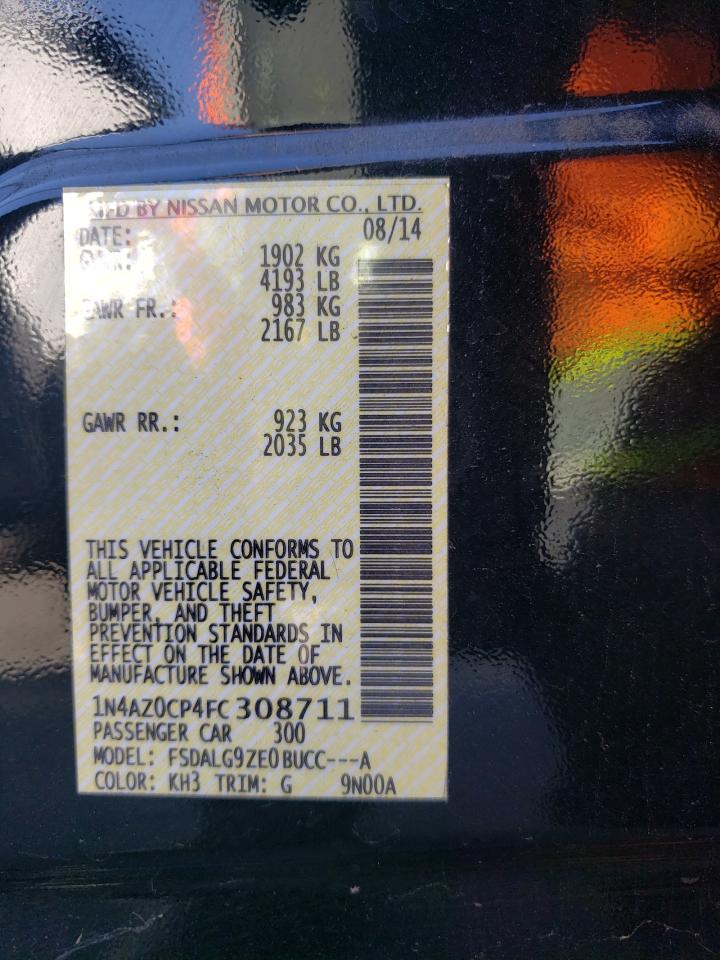 MFD BY NISSAN MOTOR CO., LTD.
DATE: 08/14
GVWR: 1902 KG
4193 LB
GAWR FR.: 983 KG
2167 LB
GAWR RR.: 923 KG
2035 LB
THIS VEHICLE CONFORMS TO
ALL APPLICABLE FEDERAL
MOTOR VEHICLE SAFETY,
BUMPER, AND THEFT
PREVENTION STANDARDS IN
EFFECT ON THE DATE OF
MANUFACTURE SHOWN ABOVE.
1N4AZ0CP4FC308711
PASSENGER CAR 300
MODEL: FSDALG9ZE0BUCC---A
COLOR: KH3 TRIM: G 9N00A